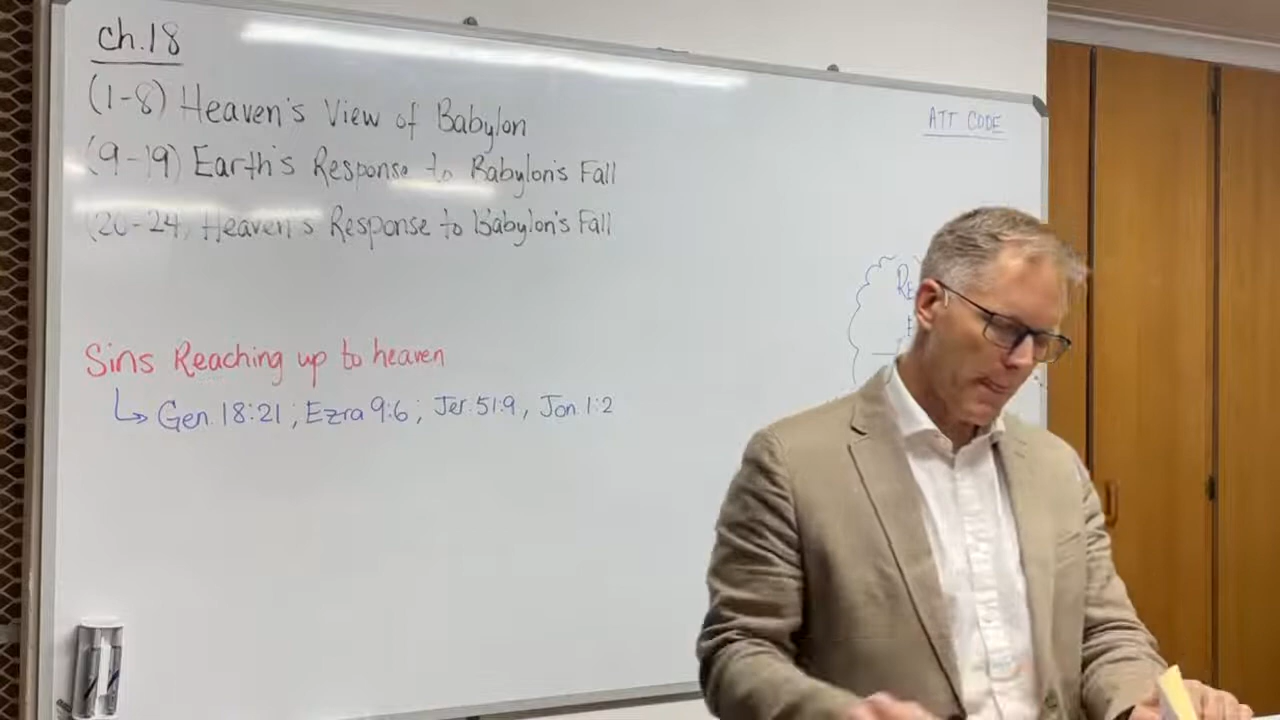 ch.18
(1-8) Heaven's View of Babylon
(9-19) Earth's Response to Babylon's Fall
(20-24) Heaven's Response to Babylon's Fall
ATT CODE
Sins Reaching up to heaven
↳ Gen. 18:21; Ezra 9:6; Jer. 51:9, Jon. 1:2